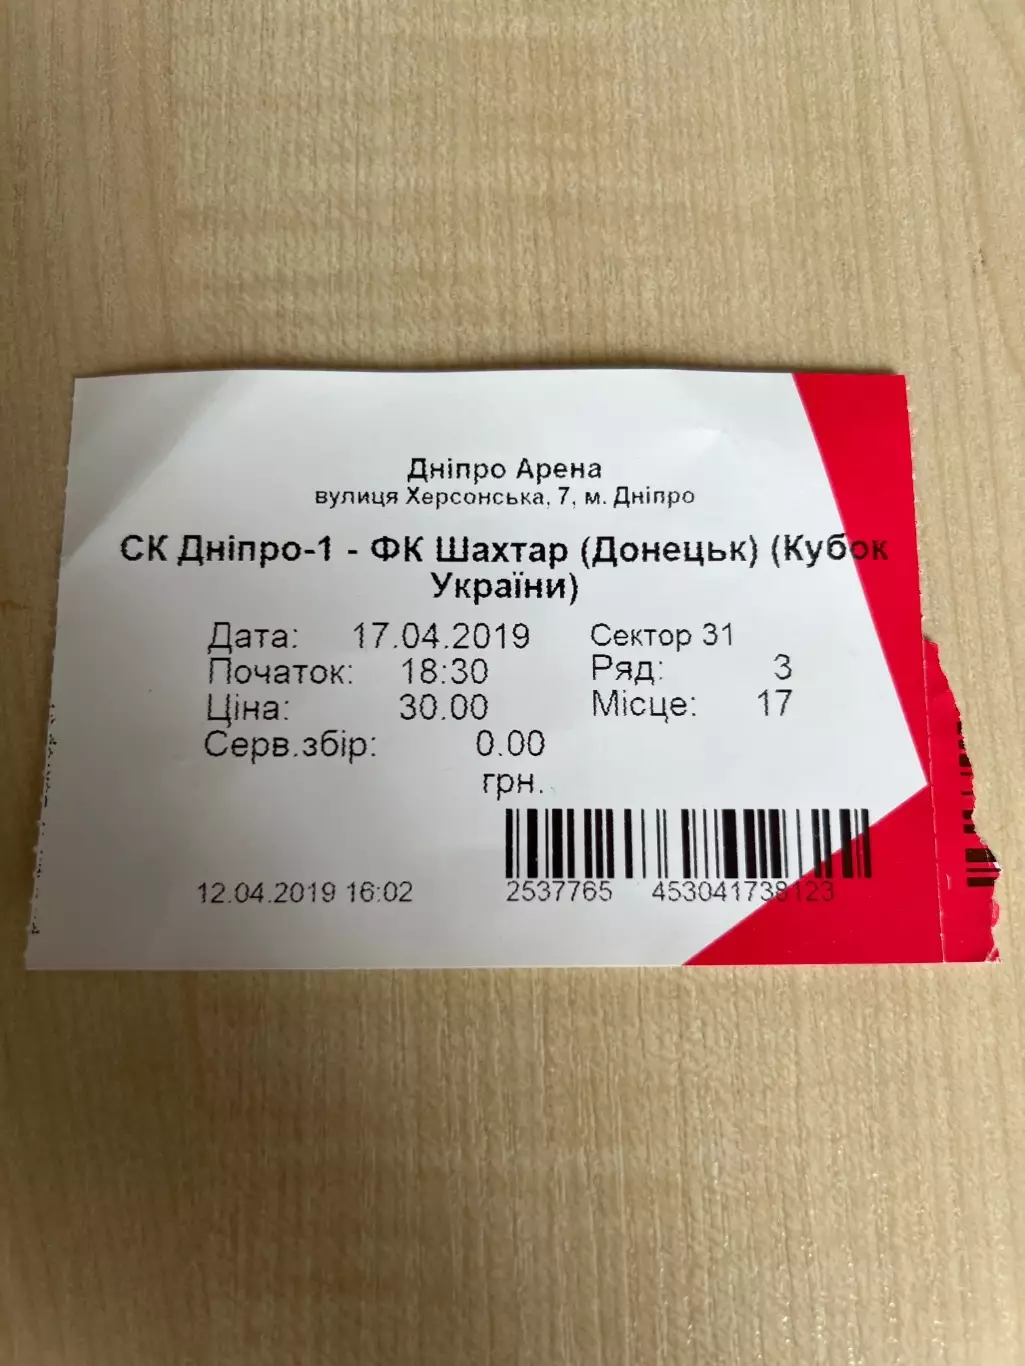 Дніпро Арена
вулиця Херсонська, 7, м. Дніпро
СК Дніпро-1 - ФК Шахтар (Донецьк) (Кубок
України)
Дата: 17.04.2019 Сектор 31
Початок: 18:30 Ряд: 3
Ціна: 30.00 Місце: 17
Серв.збір: 0.00
грн.
12.04.2019 16:02 2537765 453041738123